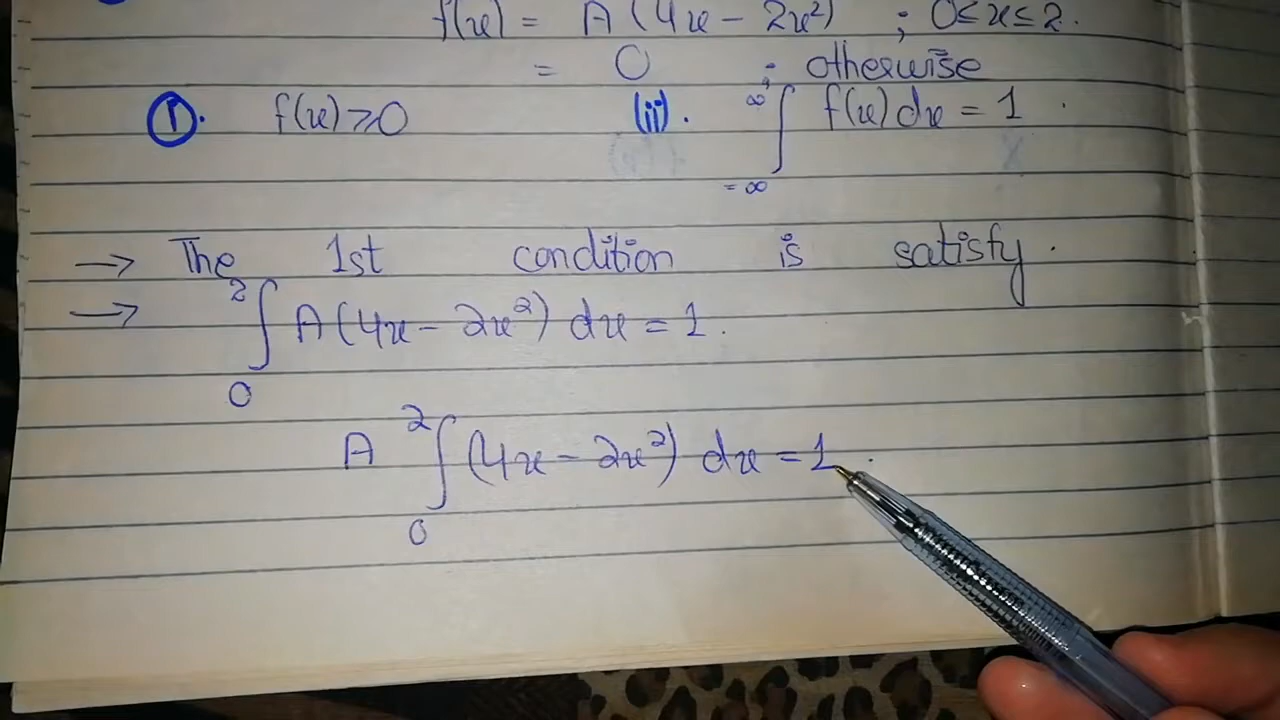 f(x) = A (4x - 2x²) ; 0≤x≤2.
= 0 ; otherwise
①. f(x) ≥ 0 (ii). ∞∫=∞ f(x) dx = 1 .
→ The 1st condition is satisfy.
→ ²∫₀ A(4x - 2x²) dx = 1.
A ²∫₀ (4x - 2x²) dx = 1.